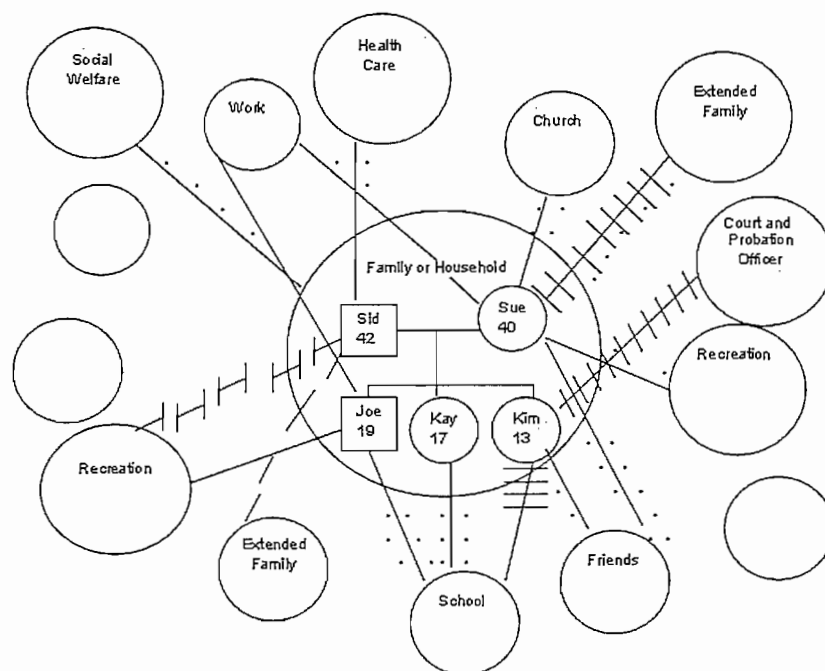 Social
Welfare
Work
Health
Care
Church
Extended
Family
Court and
Probation
Officer
Family or Household
Sid
42
Sue
40
Recreation
Joe
19
Kay
17
Kim
13
Recreation
Extended
Family
School
Friends